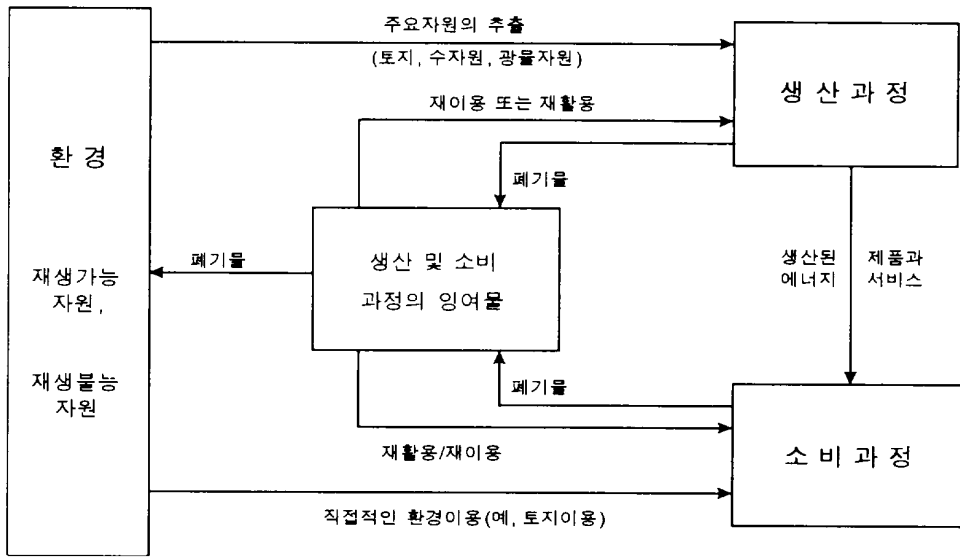 주요자원의 추출
(토지, 수자원, 광물자원)
생산과정
재이용 또는 재활용
환경
폐기물
생산 및 소비
과정의 잉여물
폐기물
재생가능
자원,
생산된
에너지
제품과
서비스
재생불능
자원
폐기물
재활용/재이용
소비과정
직접적인 환경이용(예, 토지이용)